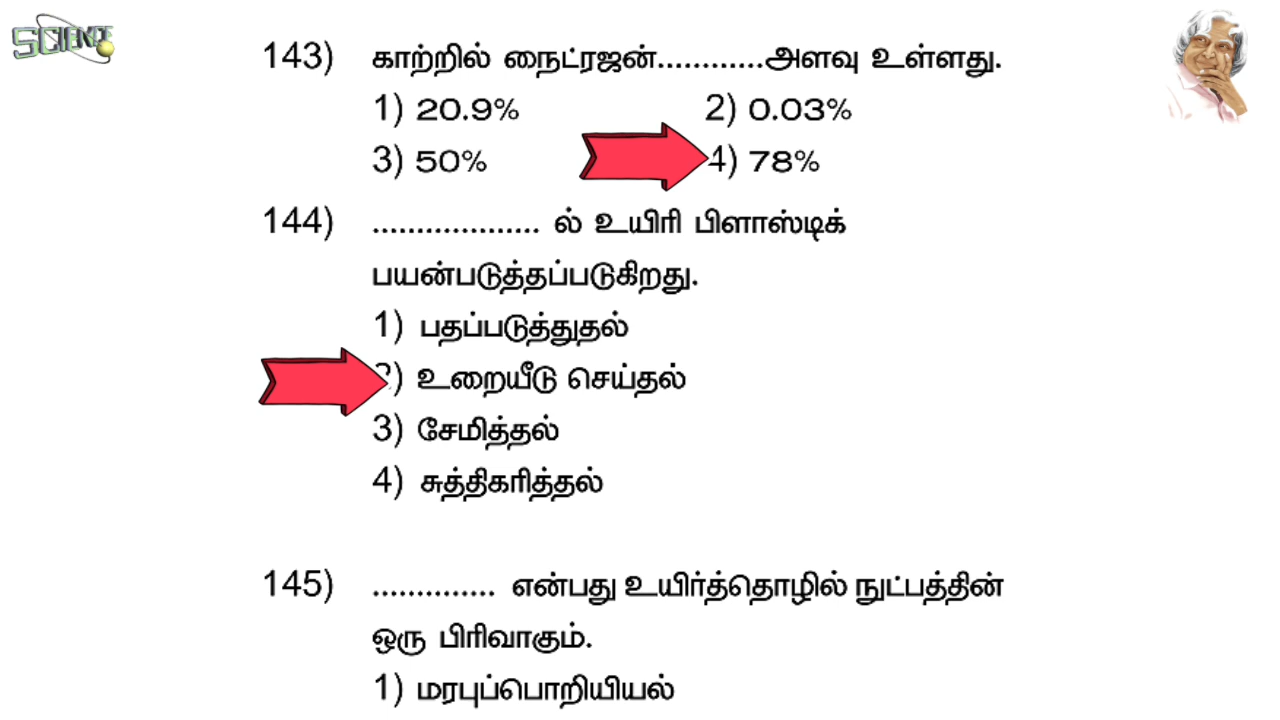 SCIENCE
143) காற்றில் நைட்ரஜன்............அளவு உள்ளது.
1) 20.9% 2) 0.03%
3) 50% 4) 78%
144) ................... ல் உயிரி பிளாஸ்டிக்
பயன்படுத்தப்படுகிறது.
1) பதப்படுத்துதல்
2) உறையீடு செய்தல்
3) சேமித்தல்
4) சுத்திகரித்தல்
145) .............. என்பது உயிர்த்தொழில் நுட்பத்தின்
ஒரு பிரிவாகும்.
1) மரபுப்பொறியியல்